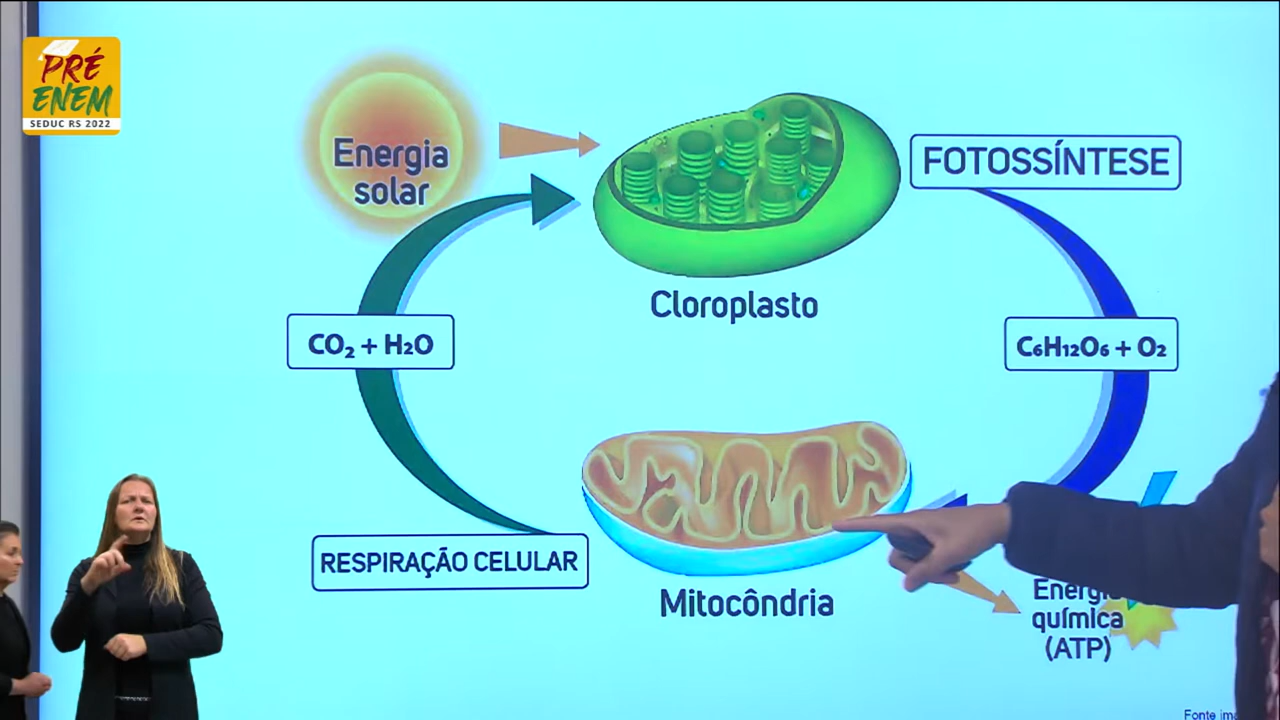 PRÉ
ENEM
SEDUC RS 2022
Energia
solar
FOTOSSÍNTESE
Cloroplasto
CO₂ + H₂O
C₆H₁₂O₆ + O₂
RESPIRAÇÃO CELULAR
Mitocôndria
química
(ATP)
Fonte